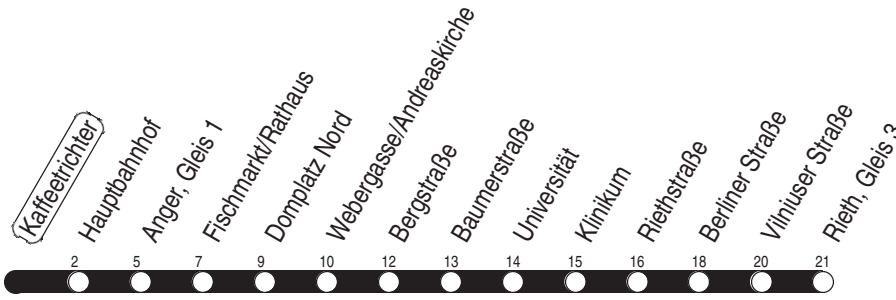 Kaffeetrichter
Hauptbahnhof
Anger, Gleis 1
Fischmarkt/Rathaus
Domplatz Nord
Webergasse/Andreaskirche
Bergstraße
Baumerstraße
Universität
Klinikum
Riethstraße
Berliner Straße
Vilniuser Straße
Rieth, Gleis 3
2 5 7 9 10 12 13 14 15 16 18 20 21